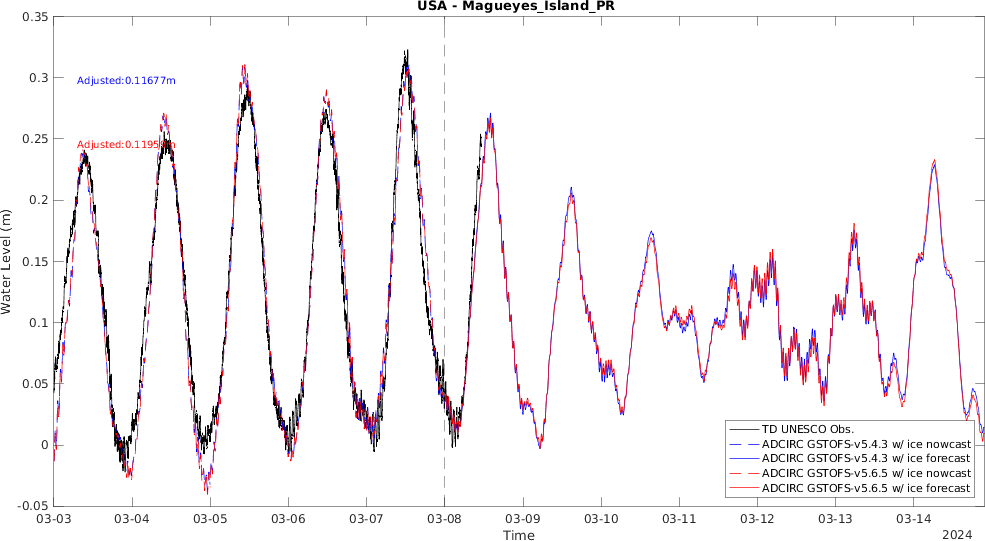 USA - Magueyes_Island_PR
0.35
0.3
0.25
0.2
0.15
0.1
0.05
0
-0.05
Water Level (m)
Adjusted:0.11677m
TD UNESCO Obs.
ADCIRC GSTOFS-v5.4.3 w/ ice nowcast
ADCIRC GSTOFS-v5.4.3 w/ ice forecast
ADCIRC GSTOFS-v5.6.5 w/ ice nowcast
ADCIRC GSTOFS-v5.6.5 w/ ice forecast
03-03 03-04 03-05 03-06 03-07 03-08 03-09 03-10 03-11 03-12 03-13 03-14
Time
2024